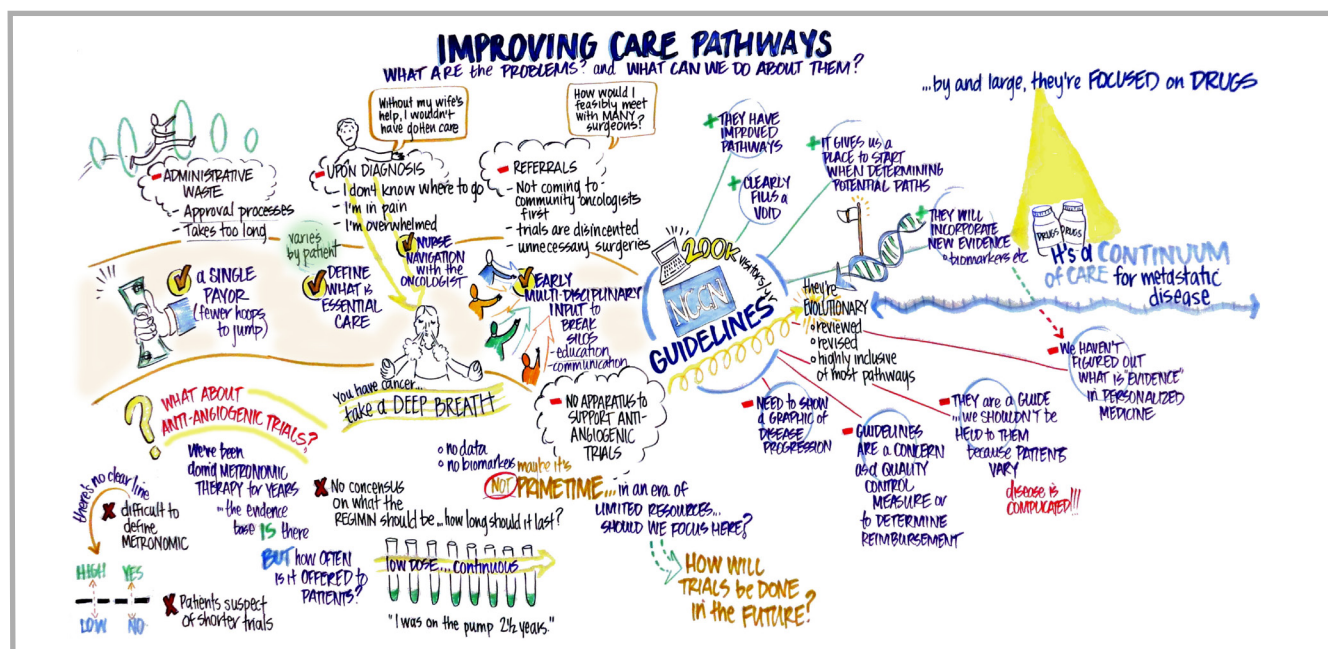 IMPROVING CARE PATHWAYS
WHAT ARE the PROBLEMS? and WHAT CAN WE DO ABOUT THEM?
Without my wife's
help, I wouldn't
have gotten care
How would I
feasibly meet
with MANY
surgeons?
...by and large, they're FOCUSED on DRUGS
- ADMINISTRATIVE
WASTE
- Approval processes
- Takes too long
- UPON DIAGNOSIS
- I don't know where to go
- I'm in pain
- I'm overwhelmed
- REFERRALS
- Not coming to
community oncologists
first
- trials are disincented
- unnecessary surgeries
+ THEY HAVE
IMPROVED
PATHWAYS
+ CLEARLY
FILLS a
VOID
+ IT GIVES US a
PLACE to START
WHEN DETERMINING
POTENTIAL PATHS
+ THEY WILL
INCORPORATE
NEW EVIDENCE
o biomarkers etc
DRUGS
DRUGS
It's a CONTINUUM
of CARE for metastatic
disease
a SINGLE
PAYOR
(fewer hoops
to jump)
varies
by patient
DEFINE
WHAT is
ESSENTIAL
CARE
NURSE
NAVIGATION
with the
ONCOLOGIST
EARLY
MULTI-DISCIPLINARY
INPUT to
BREAK
SILOS
- education
- communication
200K visitors/yr.
NCCN
GUIDELINES
they're
EVOLUTIONARY
o reviewed
o revised
o highly inclusive
of most pathways
You have cancer...
take a DEEP BREATH
- NO APPARATUS to
SUPPORT ANTI-
ANGIOGENIC
TRIALS
- NEED to SHOW
a GRAPHIC of
DISEASE
PROGRESSION
- GUIDELINES
ARE a CONCERN
as a QUALITY
CONTROL
MEASURE or
to DETERMINE
REIMBURSEMENT
- THEY are a GUIDE
...we SHOULDN'T be
HELD to THEM
because PATIENTS
VARY
disease is
COMPLICATED!!!
- We HAVEN'T
FIGURED OUT
WHAT is "EVIDENCE"
in PERSONALIZED
MEDICINE
?
WHAT ABOUT
ANTI-ANGIOGENIC TRIALS?
We've been
doing METRONOMIC
THERAPY for YEARS
...the evidence
base IS there
BUT how OFTEN
is it OFFERED to
PATIENTS?
there's no clear line
X difficult to
define
METRONOMIC
HIGH YES
LOW NO
X Patients suspect
of shorter trials
X No consensus
on what the
REGIMIN should be...how long should it last?
o no data
o no biomarkers
maybe it's
NOT PRIMETIME...in an era of
LIMITED RESOURCES...
SHOULD WE FOCUS HERE?
low DOSE....continuous
"I was on the pump 2½ years."
HOW WILL
TRIALS be DONE
in the FUTURE?